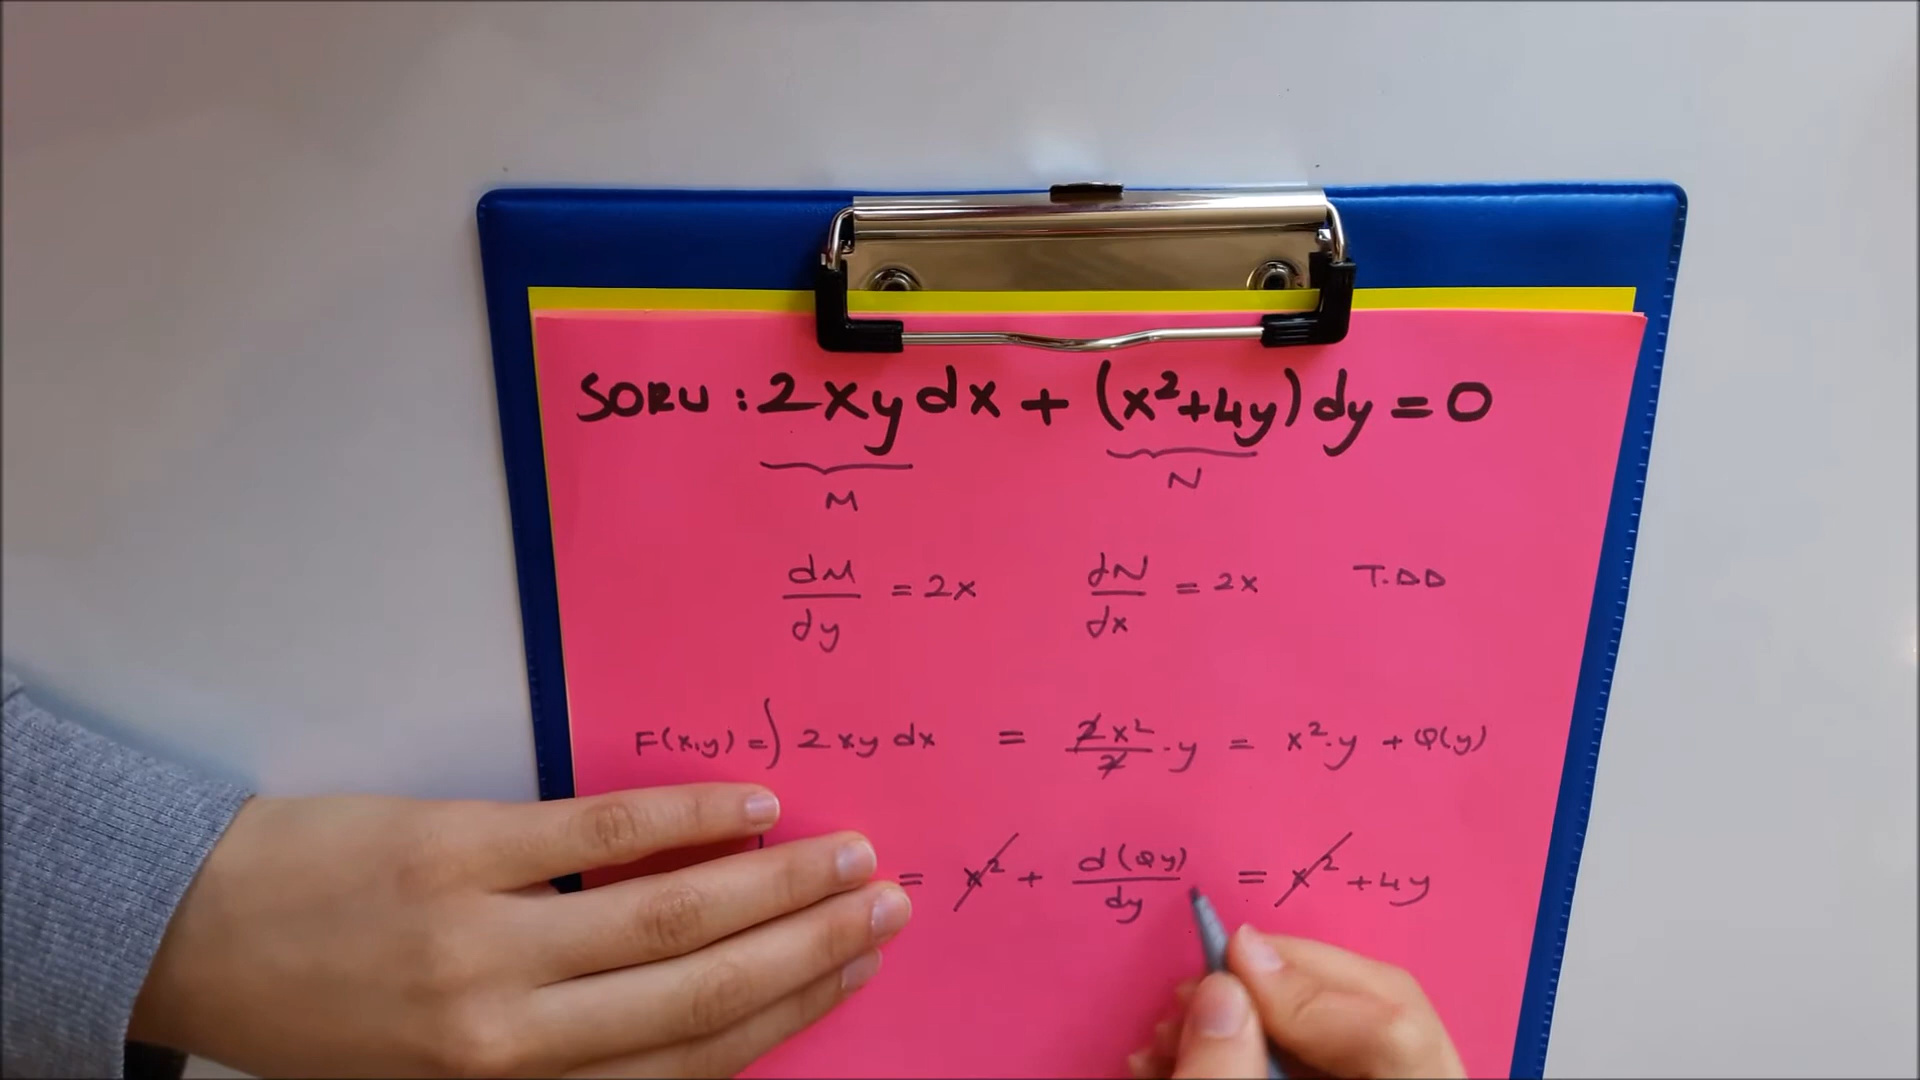 SORU : 2xy dx + (x²+4y) dy = 0
M N
dM/dy = 2x dN/dx = 2x T.DD
F(x,y) = ∫ 2xy dx = 2x²/2 · y = x²·y + Q(y)
= x² + d(Qy)/dy = x² + 4y